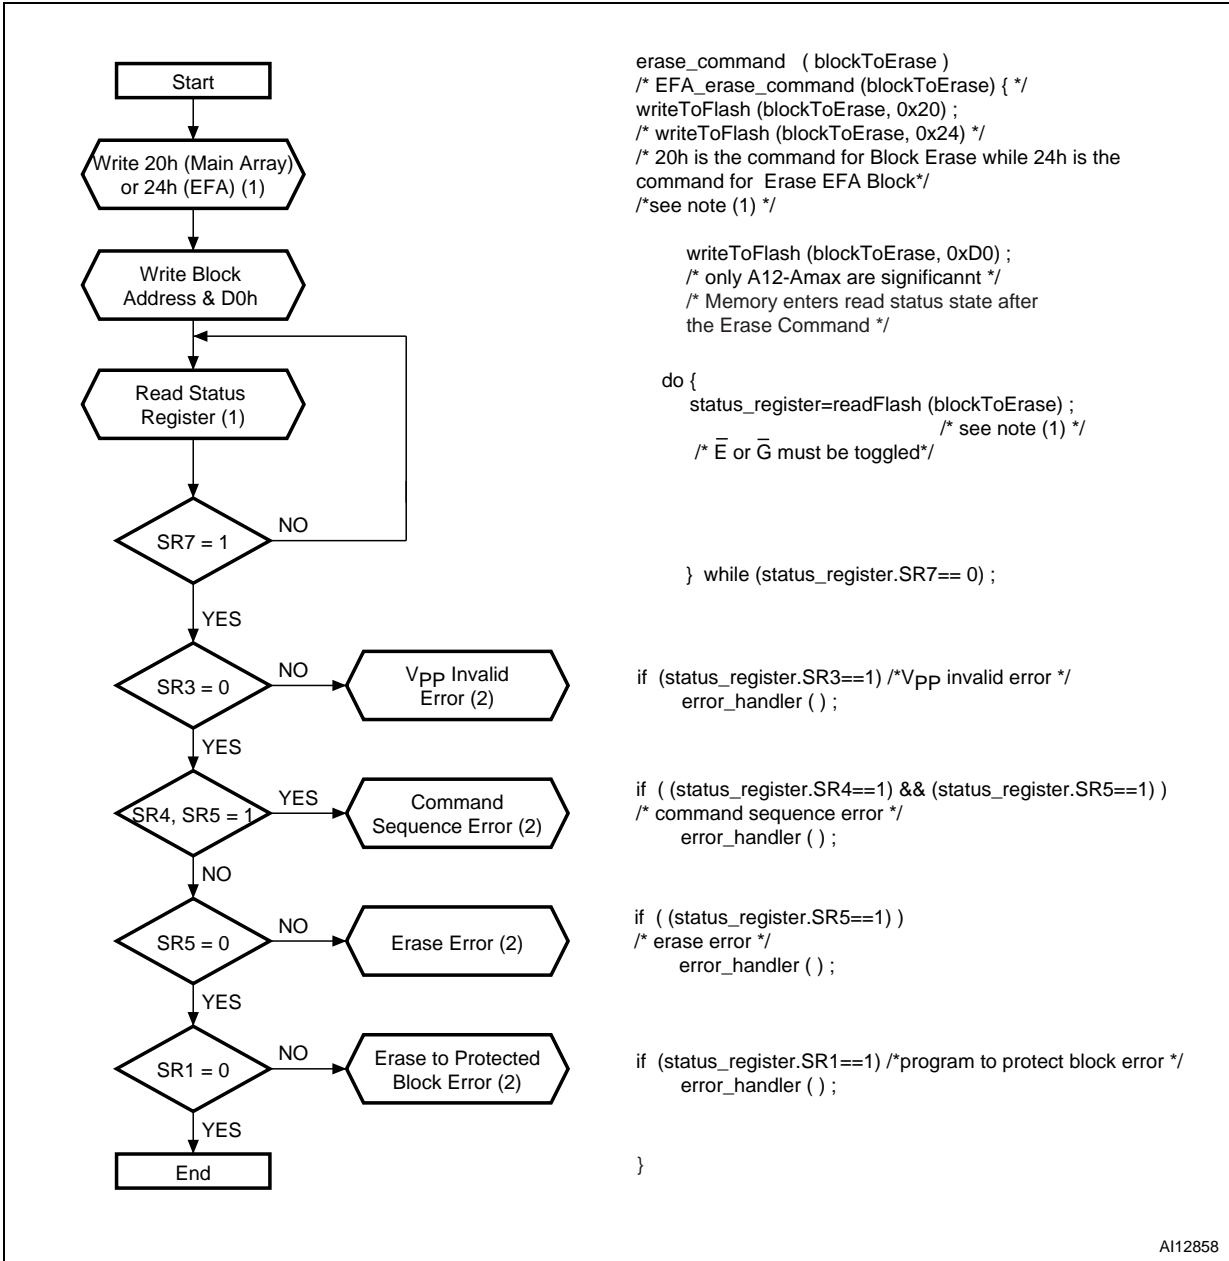 Start
Write 20h (Main Array)
or 24h (EFA) (1)
Write Block
Address & D0h
Read Status
Register (1)
SR7 = 1
NO
YES
SR3 = 0
NO
VPP Invalid
Error (2)
YES
SR4, SR5 = 1
YES
Command
Sequence Error (2)
NO
SR5 = 0
NO
Erase Error (2)
YES
SR1 = 0
NO
Erase to Protected
Block Error (2)
YES
End
erase_command ( blockToErase )
/* EFA_erase_command (blockToErase) { */
writeToFlash (blockToErase, 0x20) ;
/* writeToFlash (blockToErase, 0x24) */
/* 20h is the command for Block Erase while 24h is the
command for Erase EFA Block*/
/*see note (1) */
writeToFlash (blockToErase, 0xD0) ;
/* only A12-Amax are significannt */
/* Memory enters read status state after
the Erase Command */
do {
status_register=readFlash (blockToErase) ;
/* see note (1) */
/* E̅ or G̅ must be toggled*/
} while (status_register.SR7== 0) ;
if (status_register.SR3==1) /*VPP invalid error */
error_handler ( ) ;
if ( (status_register.SR4==1) && (status_register.SR5==1) )
/* command sequence error */
error_handler ( ) ;
if ( (status_register.SR5==1) )
/* erase error */
error_handler ( ) ;
if (status_register.SR1==1) /*program to protect block error */
error_handler ( ) ;
}
AI12858